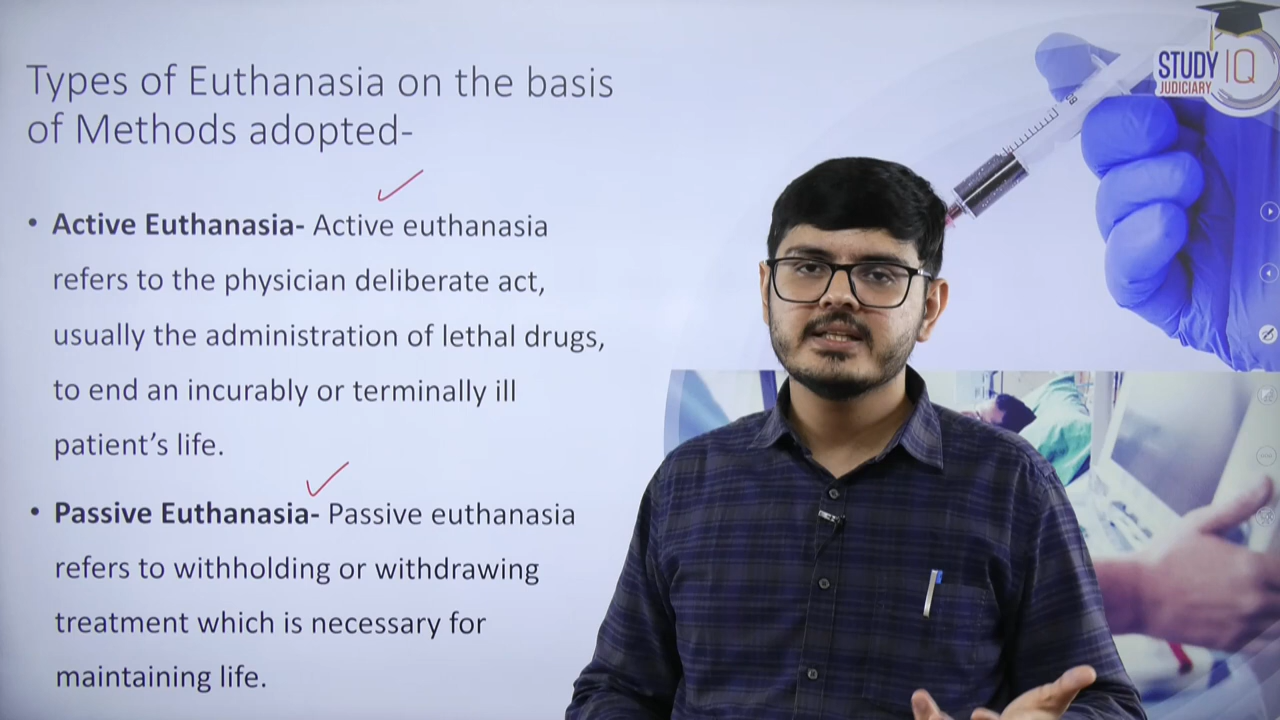 Types of Euthanasia on the basis
of Methods adopted-
STUDY IQ
JUDICIARY
• Active Euthanasia- Active euthanasia
refers to the physician deliberate act,
usually the administration of lethal drugs,
to end an incurably or terminally ill
patient’s life.
• Passive Euthanasia- Passive euthanasia
refers to withholding or withdrawing
treatment which is necessary for
maintaining life.